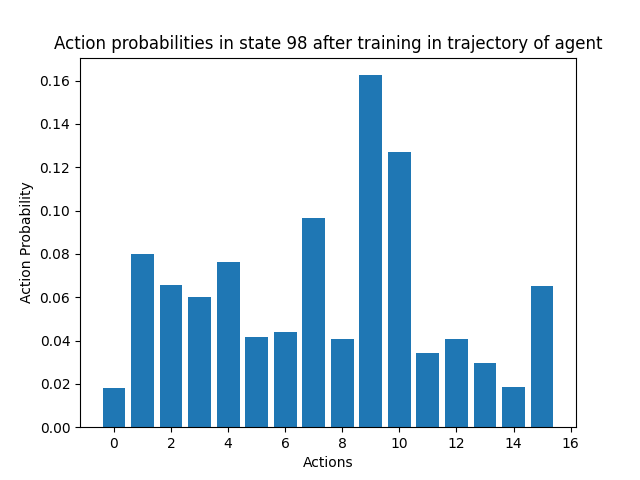 Action probabilities in state 98 after training in trajectory of agent
0.16
0.14
0.12
0.10
0.08
0.06
0.04
0.02
0.00
Action Probability
0 2 4 6 8 10 12 14 16
Actions